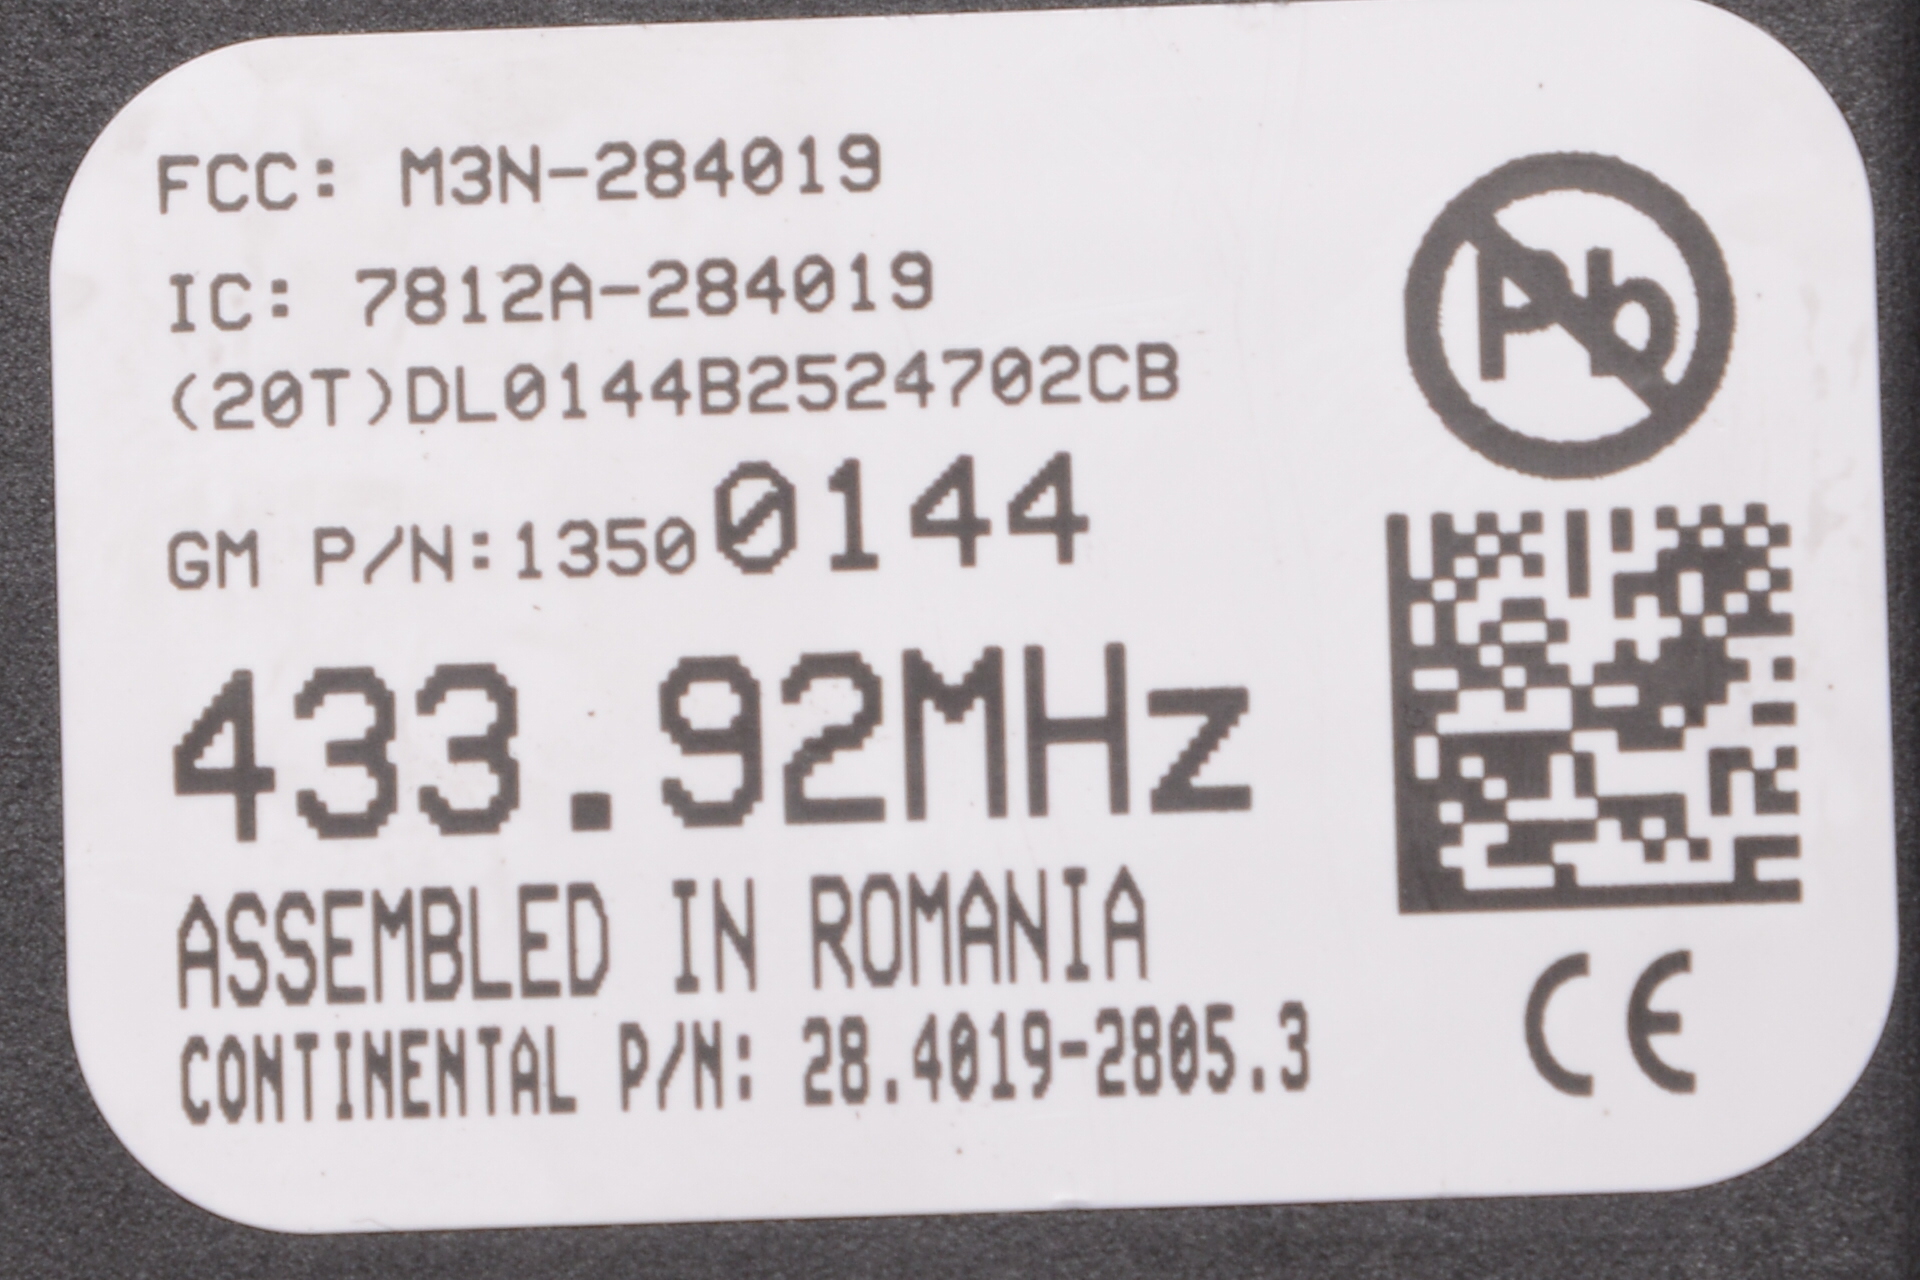 FCC: M3N-284019
IC: 7812A-284019
(20T)DL0144B2524702CB
GM P/N:13500144
433.92MHz
ASSEMBLED IN ROMANIA
CONTINENTAL P/N: 28.4019-2805.3
Pb
CE